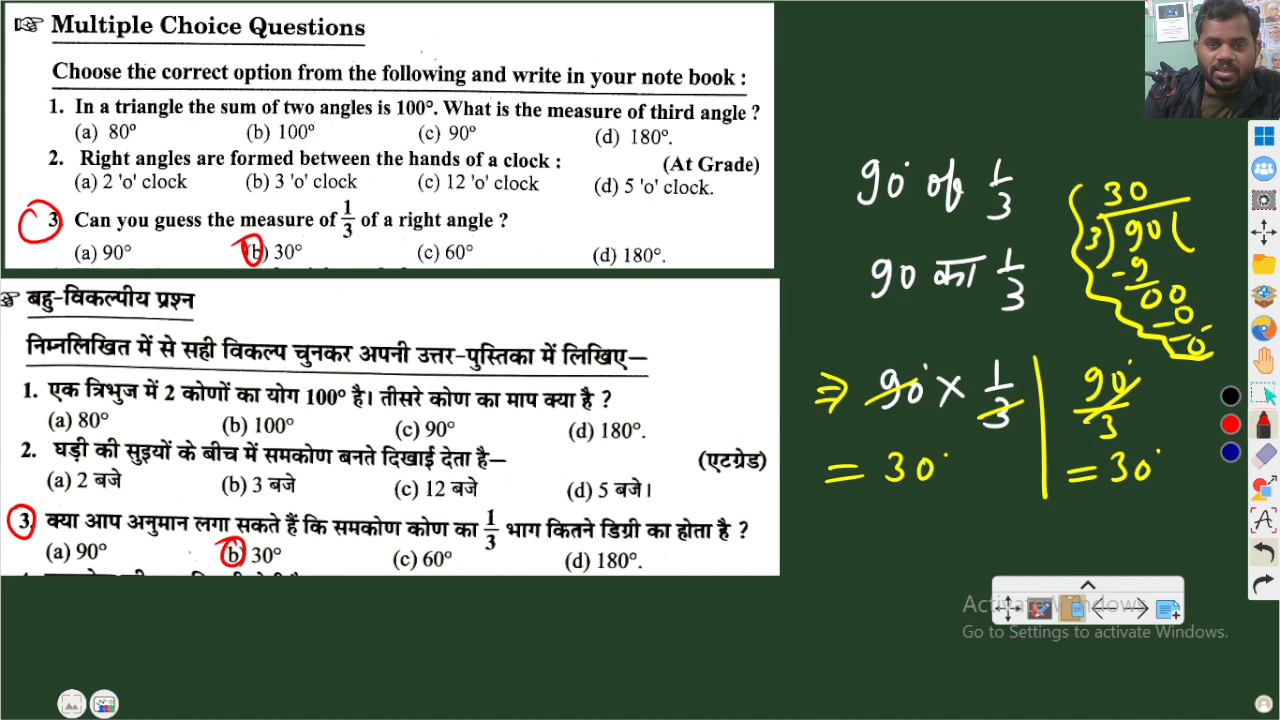 ☞ Multiple Choice Questions
Choose the correct option from the following and write in your note book :
1. In a triangle the sum of two angles is 100°. What is the measure of third angle ?
(a) 80° (b) 100° (c) 90° (d) 180°.
2. Right angles are formed between the hands of a clock : (At Grade)
(a) 2 'o' clock (b) 3 'o' clock (c) 12 'o' clock (d) 5 'o' clock.
3. Can you guess the measure of 1/3 of a right angle ?
(a) 90° (b) 30° (c) 60° (d) 180°.
☞ बहु-विकल्पीय प्रश्न
निम्नलिखित में से सही विकल्प चुनकर अपनी उत्तर-पुस्तिका में लिखिए—
1. एक त्रिभुज में 2 कोणों का योग 100° है। तीसरे कोण का माप क्या है ?
(a) 80° (b) 100° (c) 90° (d) 180°.
2. घड़ी की सुइयों के बीच में समकोण बनते दिखाई देता है— (एटग्रेड)
(a) 2 बजे (b) 3 बजे (c) 12 बजे (d) 5 बजे।
3. क्या आप अनुमान लगा सकते हैं कि समकोण कोण का 1/3 भाग कितने डिग्री का होता है ?
(a) 90° (b) 30° (c) 60° (d) 180°.
90° of 1/3
90 का 1/3
⇒ 90° × 1/3
= 30°
30
3) 90 (
- 9
00
0
- 0
90°/3
= 30°
Activate Windows
Go to Settings to activate Windows.